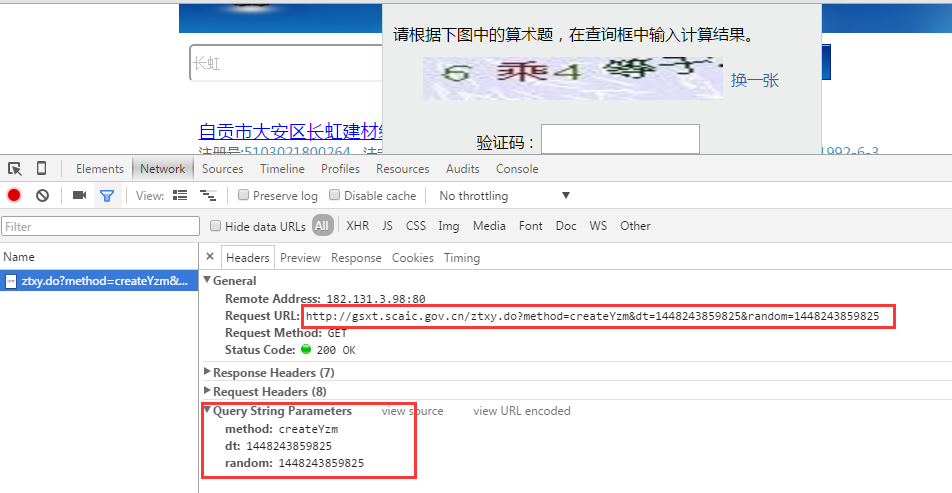 请根据下图中的算术题，在查询框中输入计算结果。
长虹
6 乘4 等于
换一张
自贡市大安区长虹建材
验证码：
注册号:5103021800264
1992-6-3
Elements Network Sources Timeline Profiles Resources Audits Console
View: Preserve log Disable cache No throttling
Filter Hide data URLs All XHR JS CSS Img Media Font Doc WS Other
Name × Headers Preview Response Cookies Timing
ztxy.do?method=createYzm&...
General
Remote Address: 182.131.3.98:80
Request URL: http://gsxt.scaic.gov.cn/ztxy.do?method=createYzm&dt=1448243859825&random=1448243859825
Request Method: GET
Status Code: 200 OK
Response Headers (7)
Request Headers (8)
Query String Parameters view source view URL encoded
method: createYzm
dt: 1448243859825
random: 1448243859825